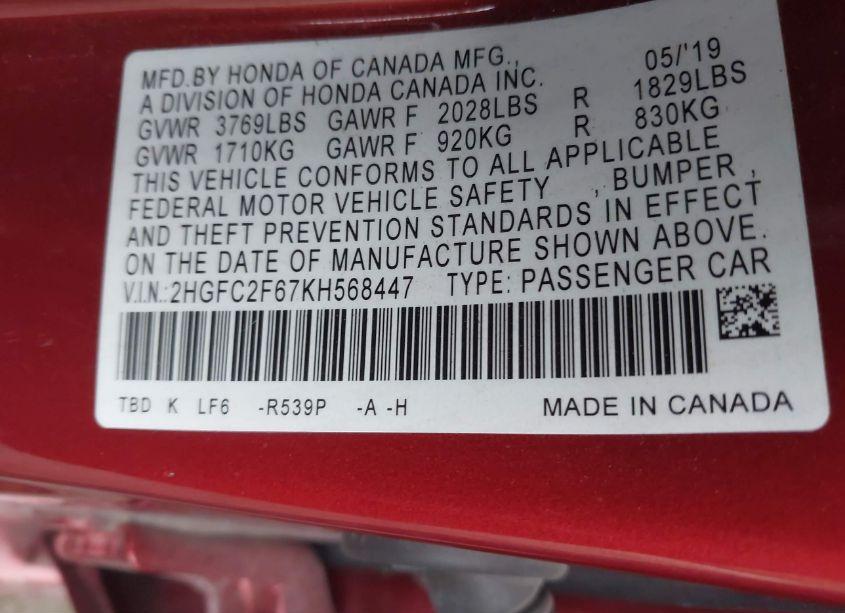 MFD.BY HONDA OF CANADA MFG., 05/'19
A DIVISION OF HONDA CANADA INC.
GVWR 3769LBS GAWR F 2028LBS R 1829LBS
GVWR 1710KG GAWR F 920KG R 830KG
THIS VEHICLE CONFORMS TO ALL APPLICABLE
FEDERAL MOTOR VEHICLE SAFETY , BUMPER ,
AND THEFT PREVENTION STANDARDS IN EFFECT
ON THE DATE OF MANUFACTURE SHOWN ABOVE.
V.I.N.:2HGFC2F67KH568447 TYPE: PASSENGER CAR
TBD K LF6 -R539P -A -H MADE IN CANADA